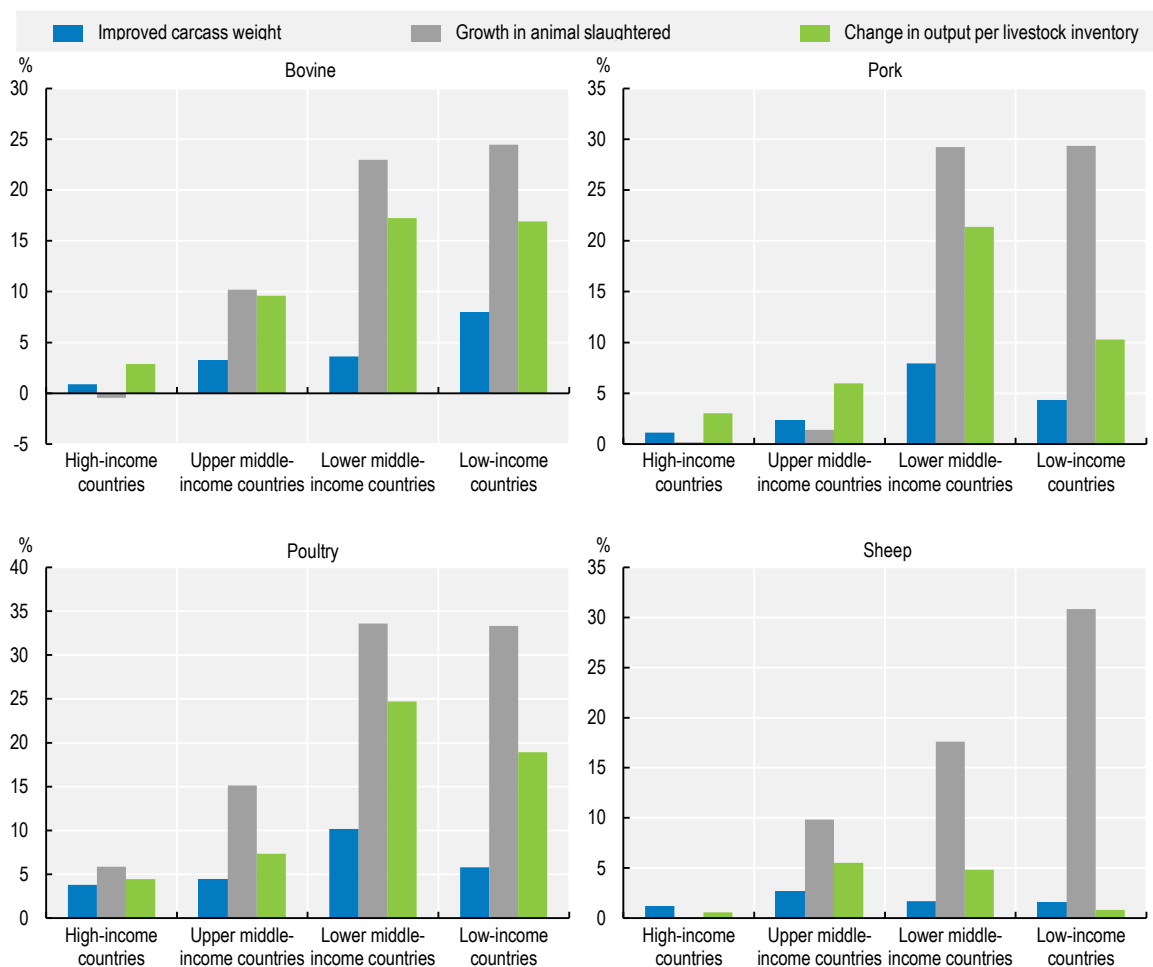 Improved carcass weight Growth in animal slaughtered Change in output per livestock inventory
% Bovine
30
25
20
15
10
5
0
-5
High-income countries
Upper middle-income countries
Lower middle-income countries
Low-income countries
% Pork
35
30
25
20
15
10
5
0
High-income countries
Upper middle-income countries
Lower middle-income countries
Low-income countries
% Poultry
40
35
30
25
20
15
10
5
0
High-income countries
Upper middle-income countries
Lower middle-income countries
Low-income countries
% Sheep
35
30
25
20
15
10
5
0
High-income countries
Upper middle-income countries
Lower middle-income countries
Low-income countries